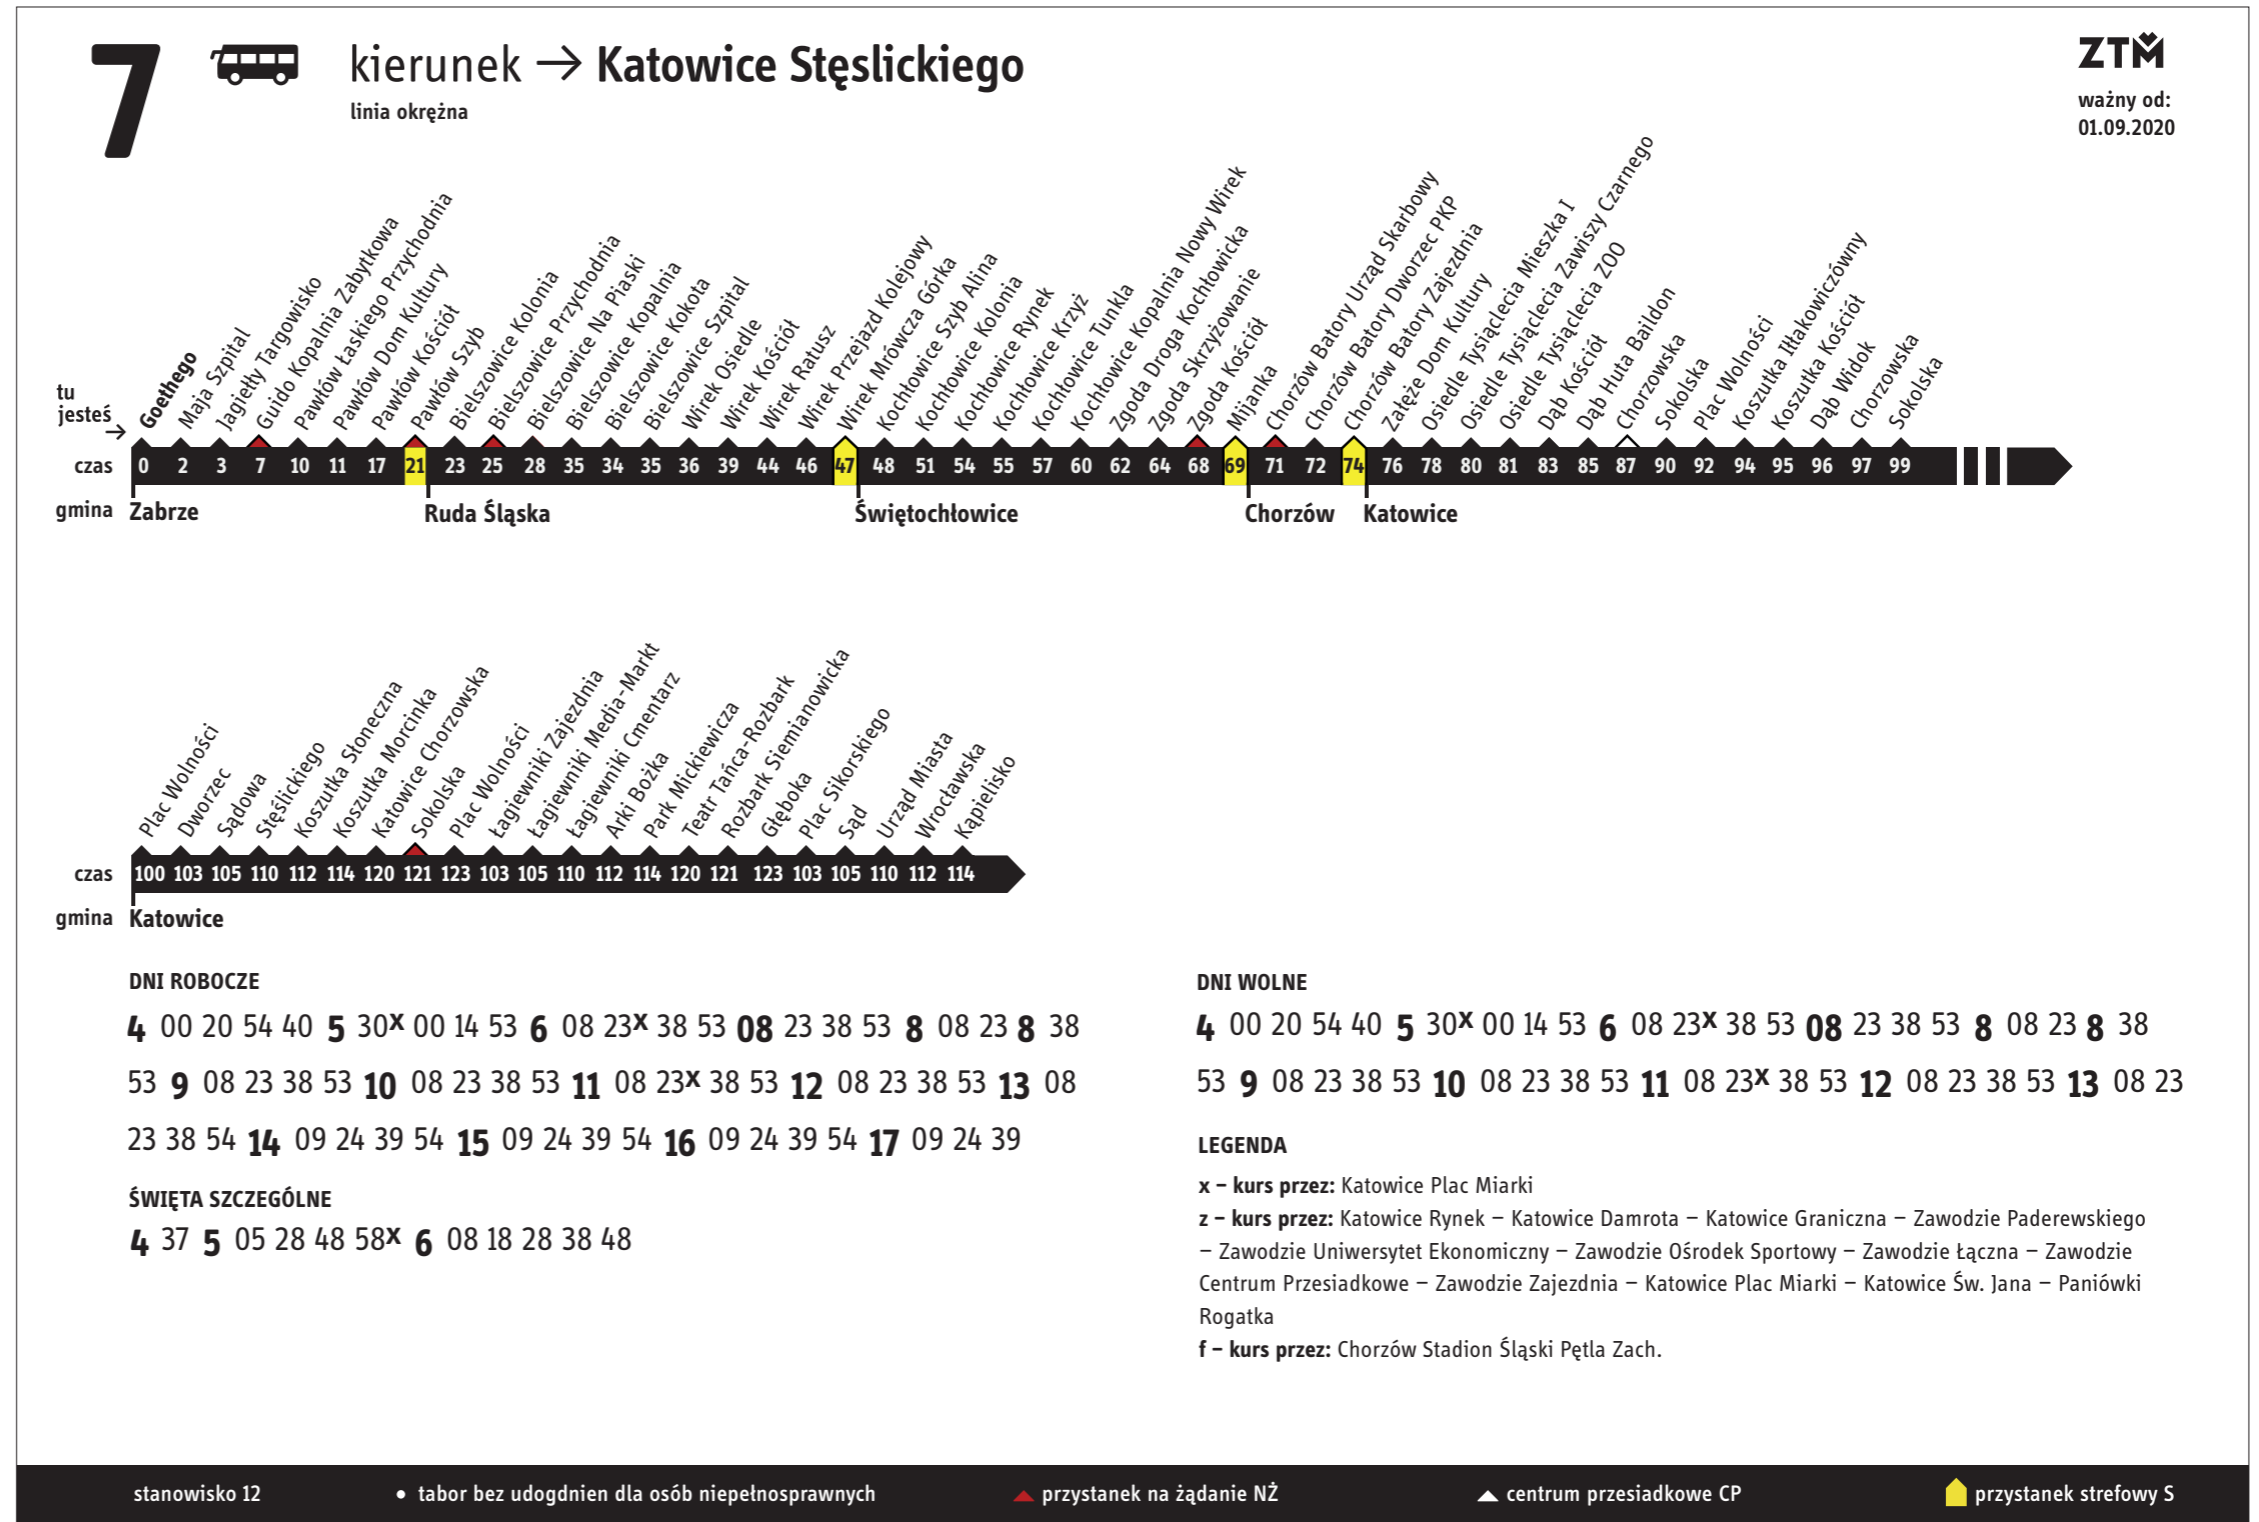 7 kierunek → Katowice Stęslickiego
linia okrężna
ZTM
ważny od:
01.09.2020
tu
jesteś
→
Goethego
Maja Szpital
Jagiełły Targowisko
Guido Kopalnia Zabytkowa
Pawłów Łaskiego Przychodnia
Pawłów Dom Kultury
Pawłów Kościół
Pawłów Szyb
Bielszowice Kolonia
Bielszowice Przychodnia
Bielszowice Na Piaski
Bielszowice Kopalnia
Bielszowice Kokota
Bielszowice Szpital
Wirek Osiedle
Wirek Kościół
Wirek Ratusz
Wirek Przejazd Kolejowy
Wirek Mrówcza Górka
Kochłowice Szyb Alina
Kochłowice Kolonia
Kochłowice Rynek
Kochłowice Krzyż
Kochłowice Tunkla
Kochłowice Kopalnia Nowy Wirek
Zgoda Droga Kochłowicka
Zgoda Skrzyżowanie
Zgoda Kościół
Mijanka
Chorzów Batory Urząd Skarbowy
Chorzów Batory Dworzec PKP
Chorzów Batory Zajezdnia
Załęże Dom Kultury
Osiedle Tysiąclecia Mieszka I
Osiedle Tysiąclecia Zawiszy Czarnego
Osiedle Tysiąclecia ZOO
Dąb Kościół
Dąb Huta Baildon
Chorzowska
Sokolska
Plac Wolności
Koszutka Iłłakowiczówny
Koszutka Kościół
Dąb Widok
Chorzowska
Sokolska
czas 0 2 3 7 10 11 17 21 23 25 28 35 34 35 36 39 44 46 47 48 51 54 55 57 60 62 64 68 69 71 72 74 76 78 80 81 83 85 87 90 92 94 95 96 97 99
gmina Zabrze Ruda Śląska Świętochłowice Chorzów Katowice
Plac Wolności
Dworzec
Sądowa
Stęślickiego
Koszutka Słoneczna
Koszutka Morcinka
Katowice Chorzowska
Sokolska
Plac Wolności
Łagiewniki Zajezdnia
Łagiewniki Media-Markt
Łagiewniki Cmentarz
Arki Bożka
Park Mickiewicza
Teatr Tańca-Rozbark
Rozbark Siemianowicka
Głęboka
Plac Sikorskiego
Sąd
Urząd Miasta
Wrocławska
Kąpielisko
czas 100 103 105 110 112 114 120 121 123 103 105 110 112 114 120 121 123 103 105 110 112 114
gmina Katowice
DNI ROBOCZE
4 00 20 54 40 5 30x 00 14 53 6 08 23x 38 53 08 23 38 53 8 08 23 8 38
53 9 08 23 38 53 10 08 23 38 53 11 08 23x 38 53 12 08 23 38 53 13 08
23 38 54 14 09 24 39 54 15 09 24 39 54 16 09 24 39 54 17 09 24 39
ŚWIĘTA SZCZEGÓLNE
4 37 5 05 28 48 58x 6 08 18 28 38 48
DNI WOLNE
4 00 20 54 40 5 30x 00 14 53 6 08 23x 38 53 08 23 38 53 8 08 23 8 38
53 9 08 23 38 53 10 08 23 38 53 11 08 23x 38 53 12 08 23 38 53 13 08 23
LEGENDA
x – kurs przez: Katowice Plac Miarki
z – kurs przez: Katowice Rynek – Katowice Damrota – Katowice Graniczna – Zawodzie Paderewskiego
– Zawodzie Uniwersytet Ekonomiczny – Zawodzie Ośrodek Sportowy – Zawodzie Łączna – Zawodzie
Centrum Przesiadkowe – Zawodzie Zajezdnia – Katowice Plac Miarki – Katowice Św. Jana – Paniówki
Rogatka
f – kurs przez: Chorzów Stadion Śląski Pętla Zach.
stanowisko 12 • tabor bez udogdnien dla osób niepełnosprawnych przystanek na żądanie NŻ centrum przesiadkowe CP przystanek strefowy S